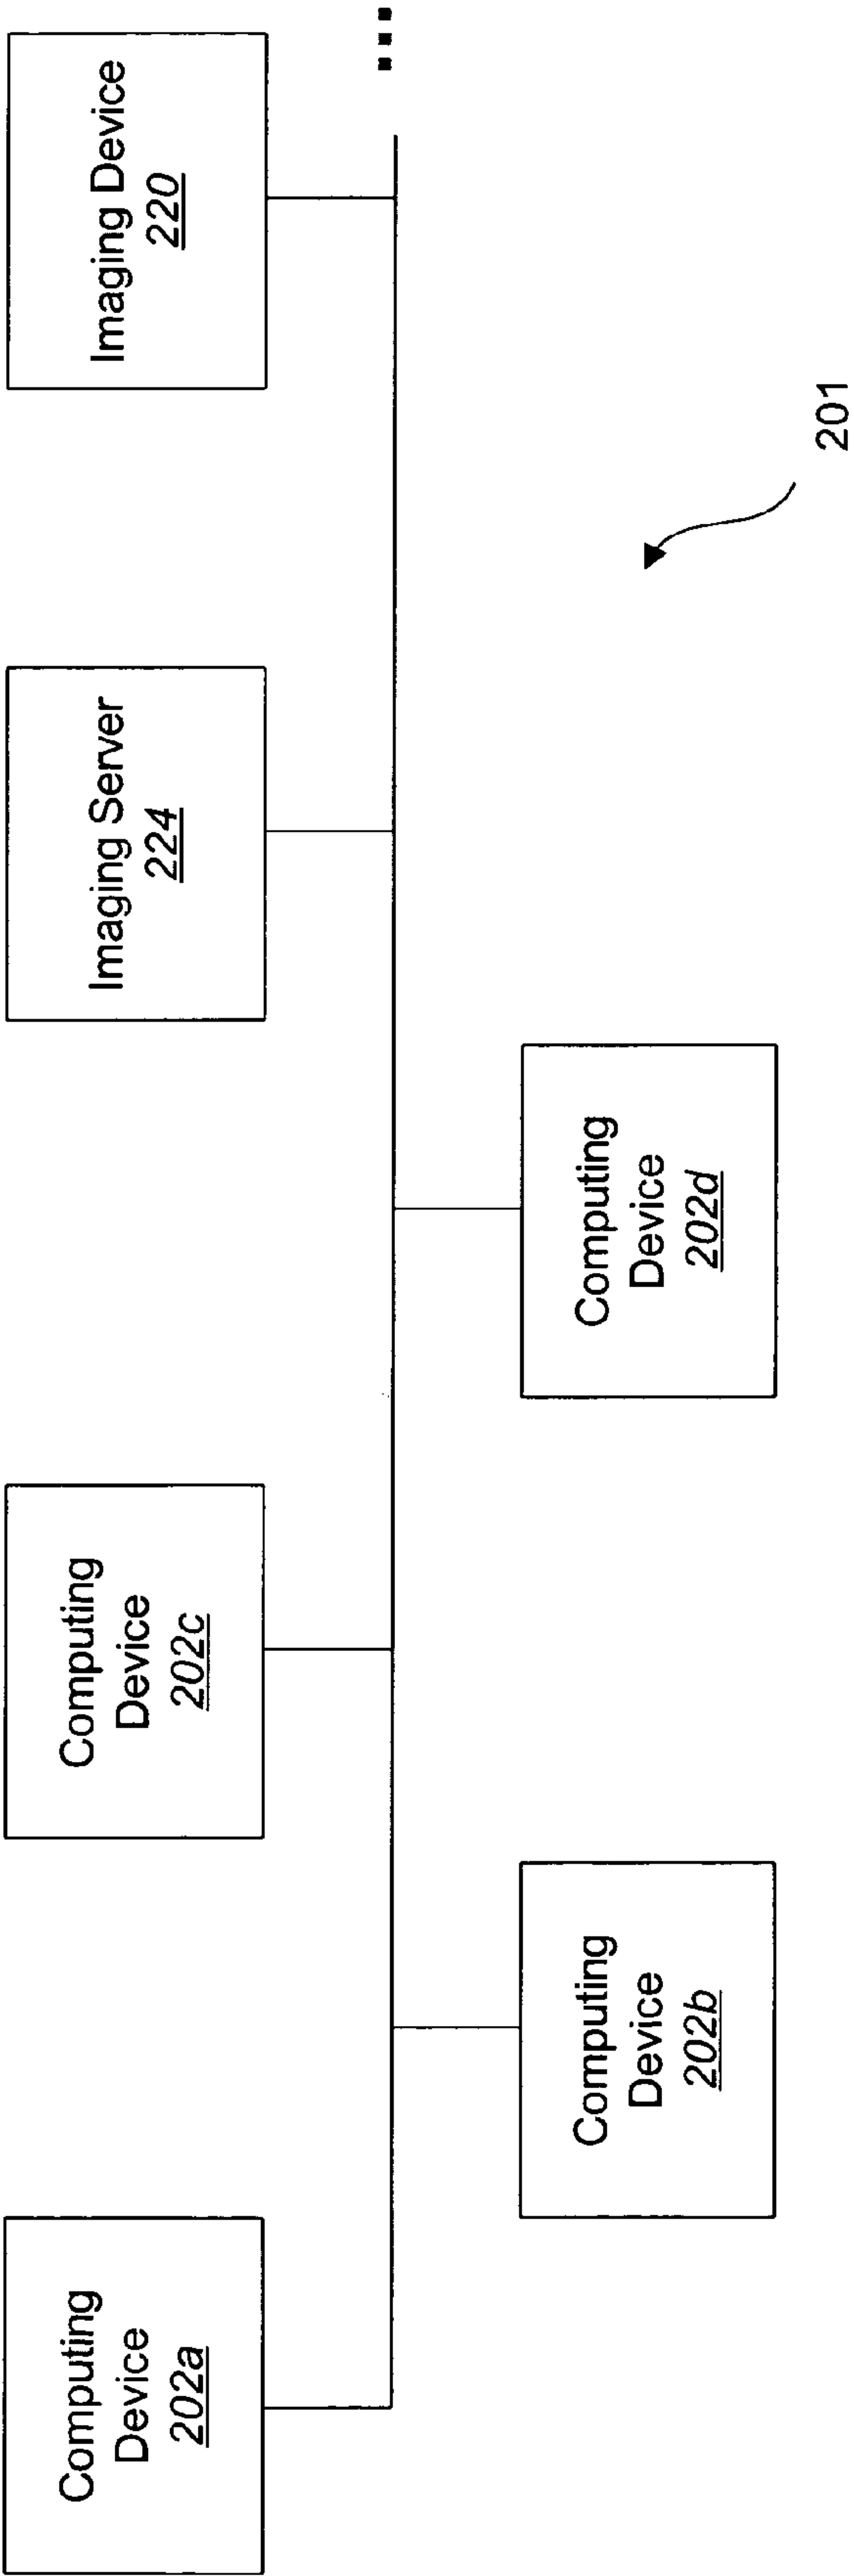 Computing
Device
202a
Computing
Device
202c
Imaging Server
224
Imaging Device
220
...
Computing
Device
202b
Computing
Device
202d
201